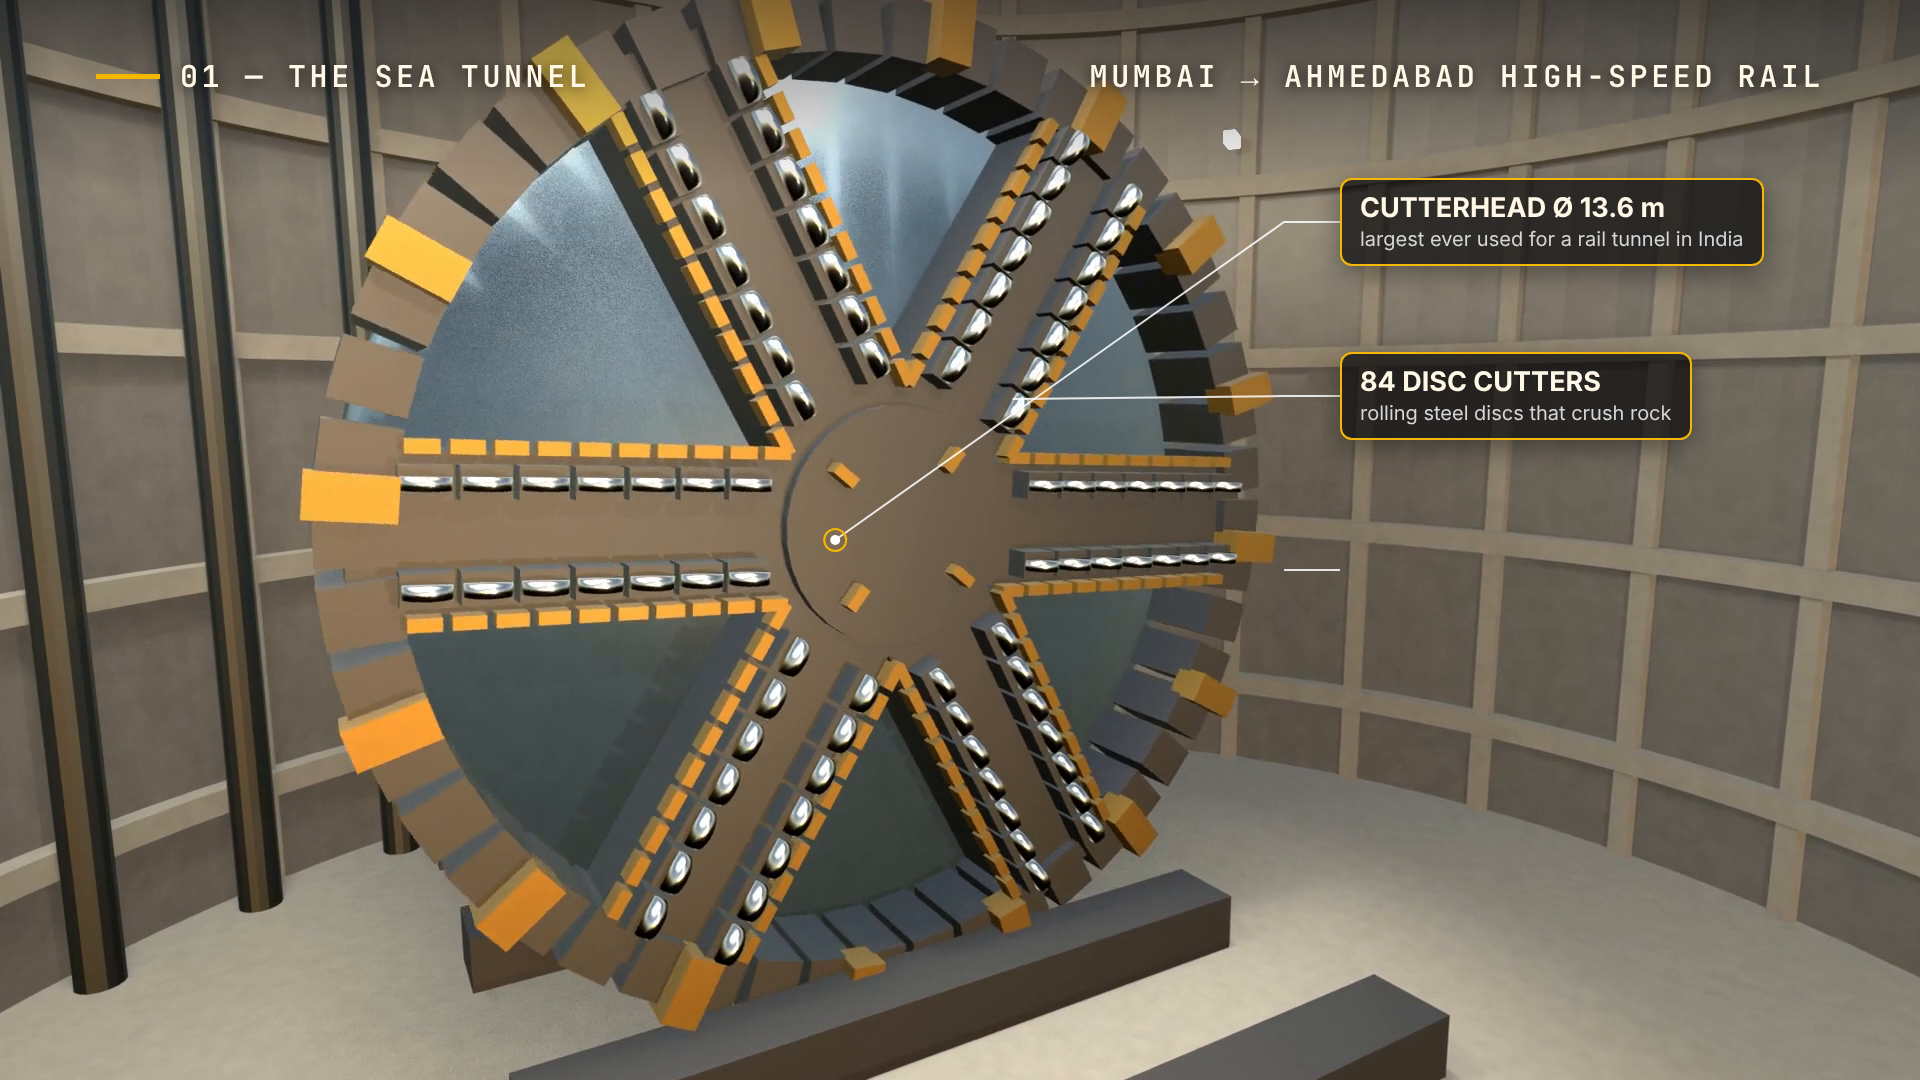 01 — THE SEA TUNNEL
MUMBAI → AHMEDABAD HIGH-SPEED RAIL
CUTTERHEAD Ø 13.6 m
largest ever used for a rail tunnel in India
84 DISC CUTTERS
rolling steel discs that crush rock